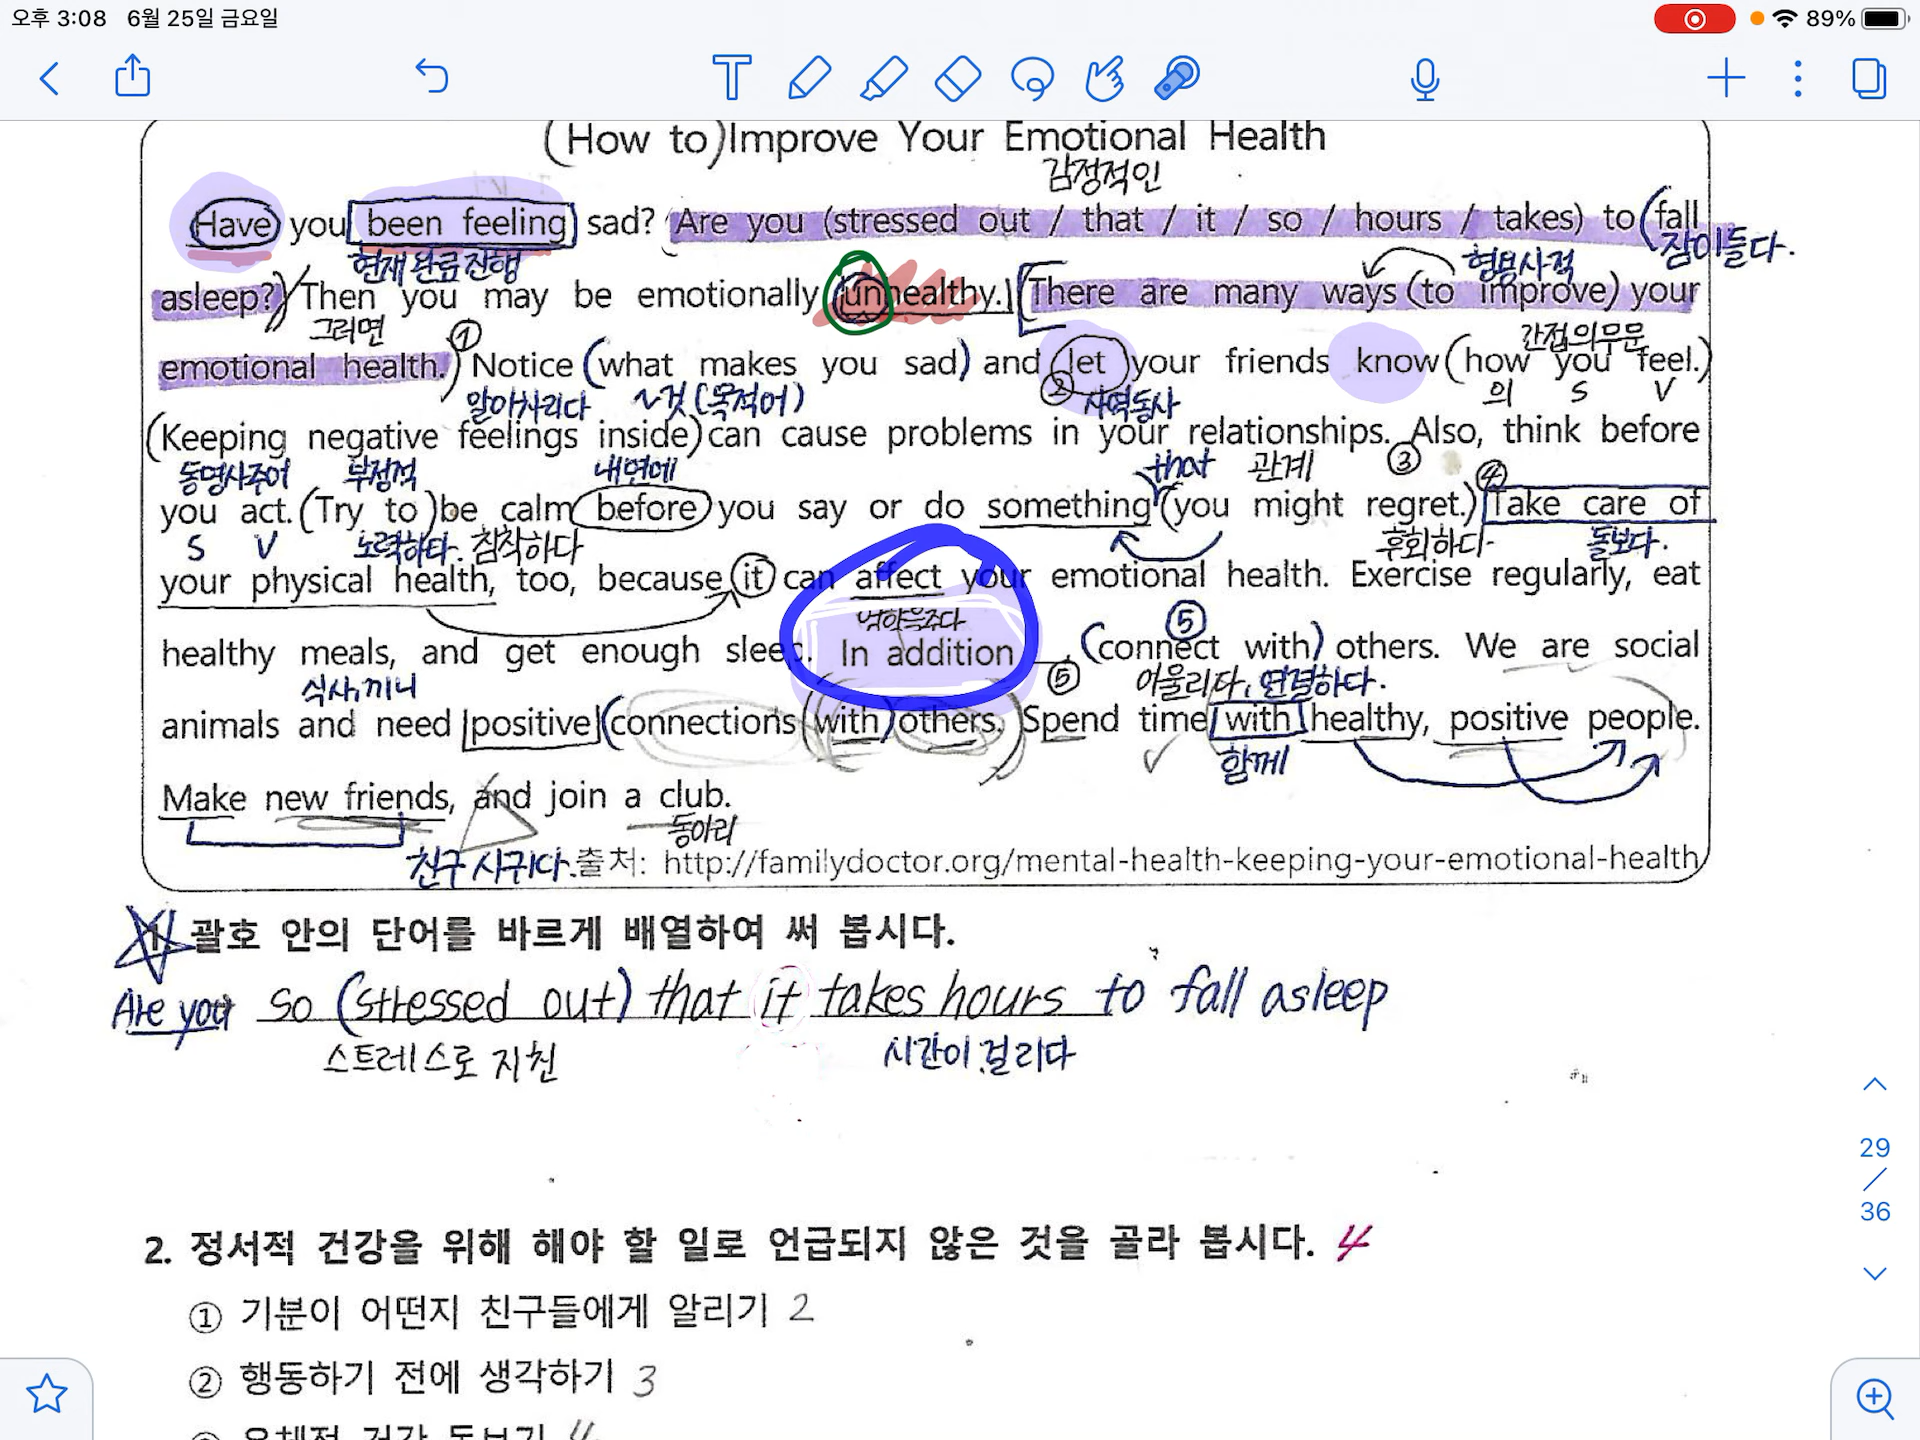 오후 3:08 6월 25일 금요일 89%
(How to) Improve Your Emotional Health
감정적인
Have you been feeling sad? Are you (stressed out / that / it / so / hours / takes) to (fall
현재완료진행 형용사적 잠이들다.
asleep?) Then you may be emotionally unhealthy. There are many ways (to improve) your
그러면 ① 간접의무문
emotional health. Notice (what makes you sad) and let your friends know (how you feel.)
알아차리다 ~것(목적어) ② 사역동사 의 S V
(Keeping negative feelings inside) can cause problems in your relationships. Also, think before
동명사주어 부정적 내면에 that 관계 ③ ④
you act. (Try to) be calm before you say or do something (you might regret.) Take care of
S V 노력하다. 침착하다 후회하다 돌보다.
your physical health, too, because it can affect your emotional health. Exercise regularly, eat
⑤
healthy meals, and get enough sleep. In addition , (connect with) others. We are social
식사, 끼니 ⑤ 어울리다, 연결하다.
animals and need positive (connections (with) others.) Spend time with healthy, positive people.
함께
Make new friends, and join a club.
동아리
친구 사귀다. 출처: http://familydoctor.org/mental-health-keeping-your-emotional-health
1. 괄호 안의 단어를 바르게 배열하여 써 봅시다.
Are you so (stressed out) that it takes hours to fall asleep
스트레스로 지친 시간이 걸리다
29
/
36
2. 정서적 건강을 위해 해야 할 일로 언급되지 않은 것을 골라 봅시다. 4
① 기분이 어떤지 친구들에게 알리기 2
② 행동하기 전에 생각하기 3
③ 육체적 건강 돌보기 4